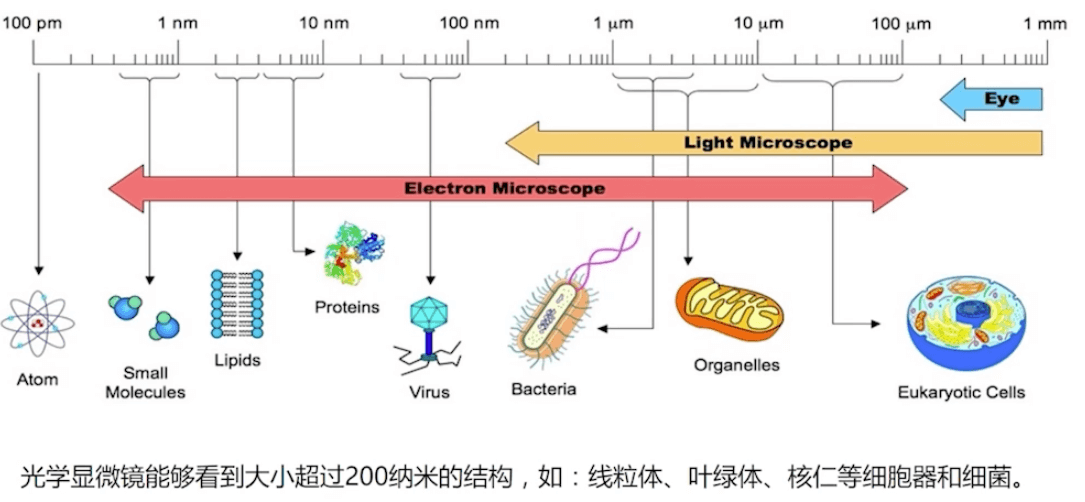 100 pm 1 nm 10 nm 100 nm 1 μm 10 μm 100 μm 1 mm
Eye
Light Microscope
Electron Microscope
Proteins
Lipids
Organelles
Atom
Small
Molecules
Virus
Bacteria
Eukaryotic Cells
光学显微镜能够看到大小超过200纳米的结构，如：线粒体、叶绿体、核仁等细胞器和细菌。